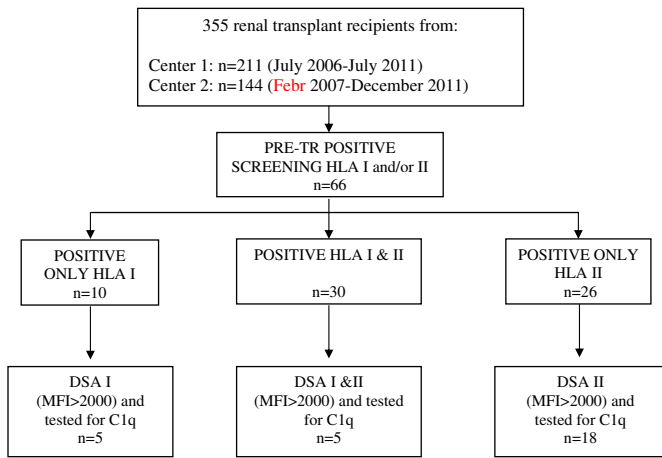 355 renal transplant recipients from:
Center 1: n=211 (July 2006-July 2011)
Center 2: n=144 (Febr 2007-December 2011)
PRE-TR POSITIVE
SCREENING HLA I and/or II
n=66
POSITIVE
ONLY HLA I
n=10
POSITIVE HLA I & II
n=30
POSITIVE ONLY
HLA II
n=26
DSA I
(MFI>2000) and
tested for C1q
n=5
DSA I &II
(MFI>2000) and tested
for C1q
n=5
DSA II
(MFI>2000) and
tested for C1q
n=18